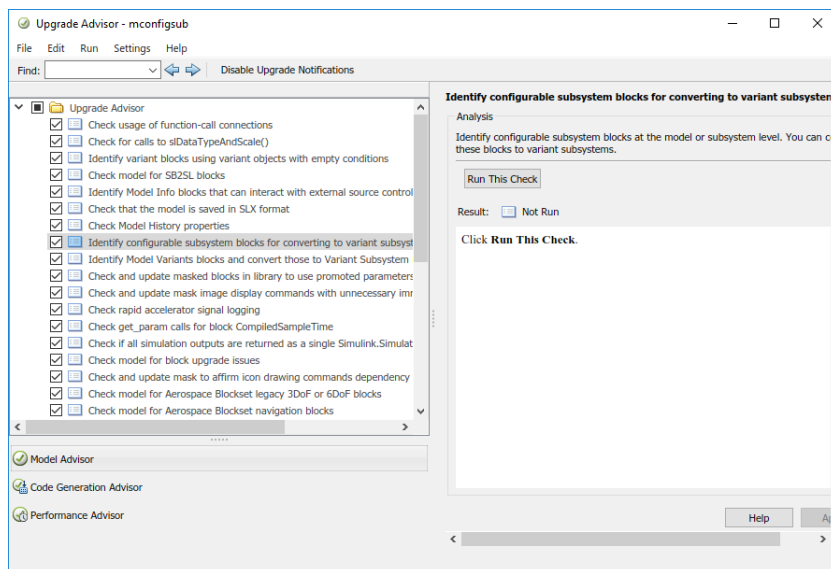 Upgrade Advisor - mconfigsub
File Edit Run Settings Help
Find: Disable Upgrade Notifications
Upgrade Advisor
Check usage of function-call connections
Check for calls to slDataTypeAndScale()
Identify variant blocks using variant objects with empty conditions
Check model for SB2SL blocks
Identify Model Info blocks that can interact with external source control
Check that the model is saved in SLX format
Check Model History properties
Identify configurable subsystem blocks for converting to variant subsyst
Identify Model Variants blocks and convert those to Variant Subsystem
Check and update masked blocks in library to use promoted parameters
Check and update mask image display commands with unnecessary imr
Check rapid accelerator signal logging
Check get_param calls for block CompiledSampleTime
Check if all simulation outputs are returned as a single Simulink.Simulat
Check model for block upgrade issues
Check and update mask to affirm icon drawing commands dependency
Check model for Aerospace Blockset legacy 3DoF or 6DoF blocks
Check model for Aerospace Blockset navigation blocks
Model Advisor
Code Generation Advisor
Performance Advisor
Identify configurable subsystem blocks for converting to variant subsysten
Analysis
Identify configurable subsystem blocks at the model or subsystem level. You can c
these blocks to variant subsystems.
Run This Check
Result: Not Run
Click Run This Check.
Help Ap